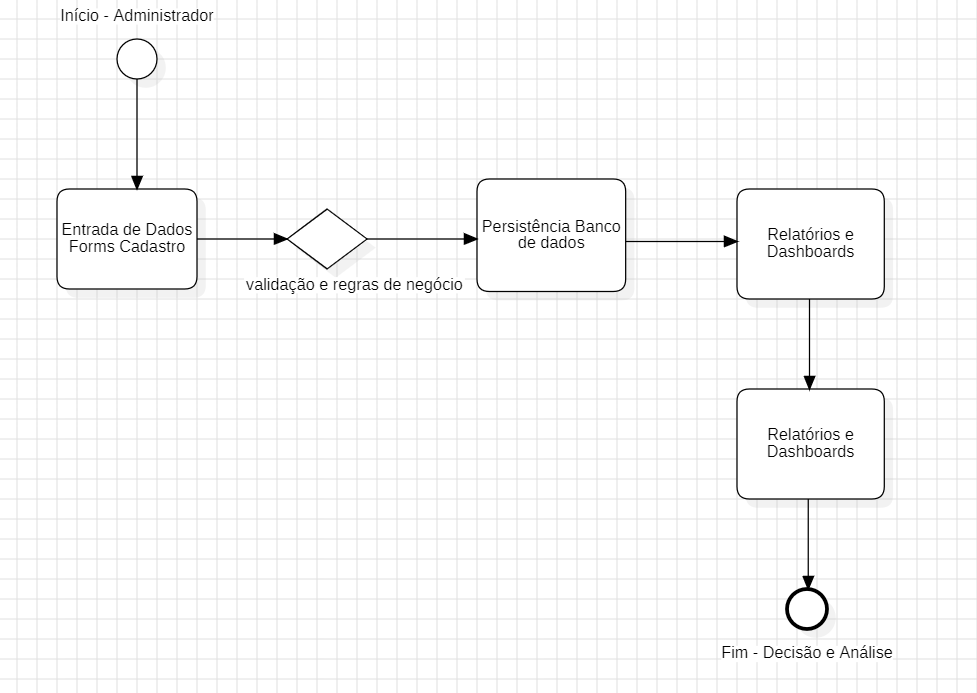 Início - Administrador
Entrada de Dados
Forms Cadastro
validação e regras de negócio
Persistência Banco
de dados
Relatórios e
Dashboards
Relatórios e
Dashboards
Fim - Decisão e Análise